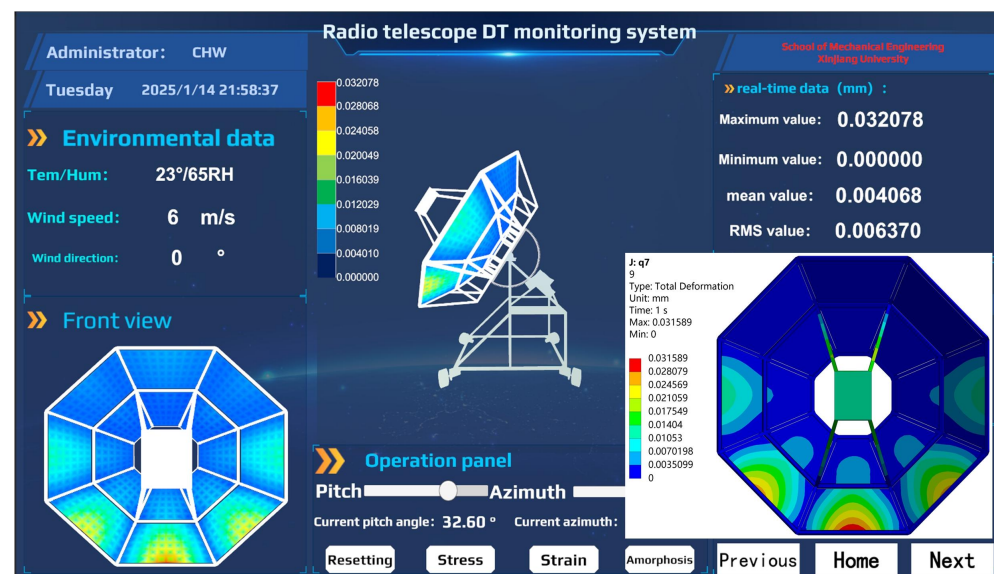 Radio telescope DT monitoring system
Administrator: CHW
Tuesday 2025/1/14 21:58:37
» Environmental data
Tem/Hum: 23°/65RH
Wind speed: 6 m/s
Wind direction: 0 °
» Front view
0.032078
0.028068
0.024058
0.020049
0.016039
0.012029
0.008019
0.004010
0.000000
» Operation panel
Pitch Azimuth
Current pitch angle: 32.60 ° Current azimuth:
Resetting Stress Strain Amorphosis
School of Mechanical Engineering
Xinjiang University
» real-time data (mm) :
Maximum value: 0.032078
Minimum value: 0.000000
mean value: 0.004068
RMS value: 0.006370
J: q7
9
Type: Total Deformation
Unit: mm
Time: 1 s
Max: 0.031589
Min: 0
0.031589
0.028079
0.024569
0.021059
0.017549
0.01404
0.01053
0.0070198
0.0035099
0
Previous Home Next